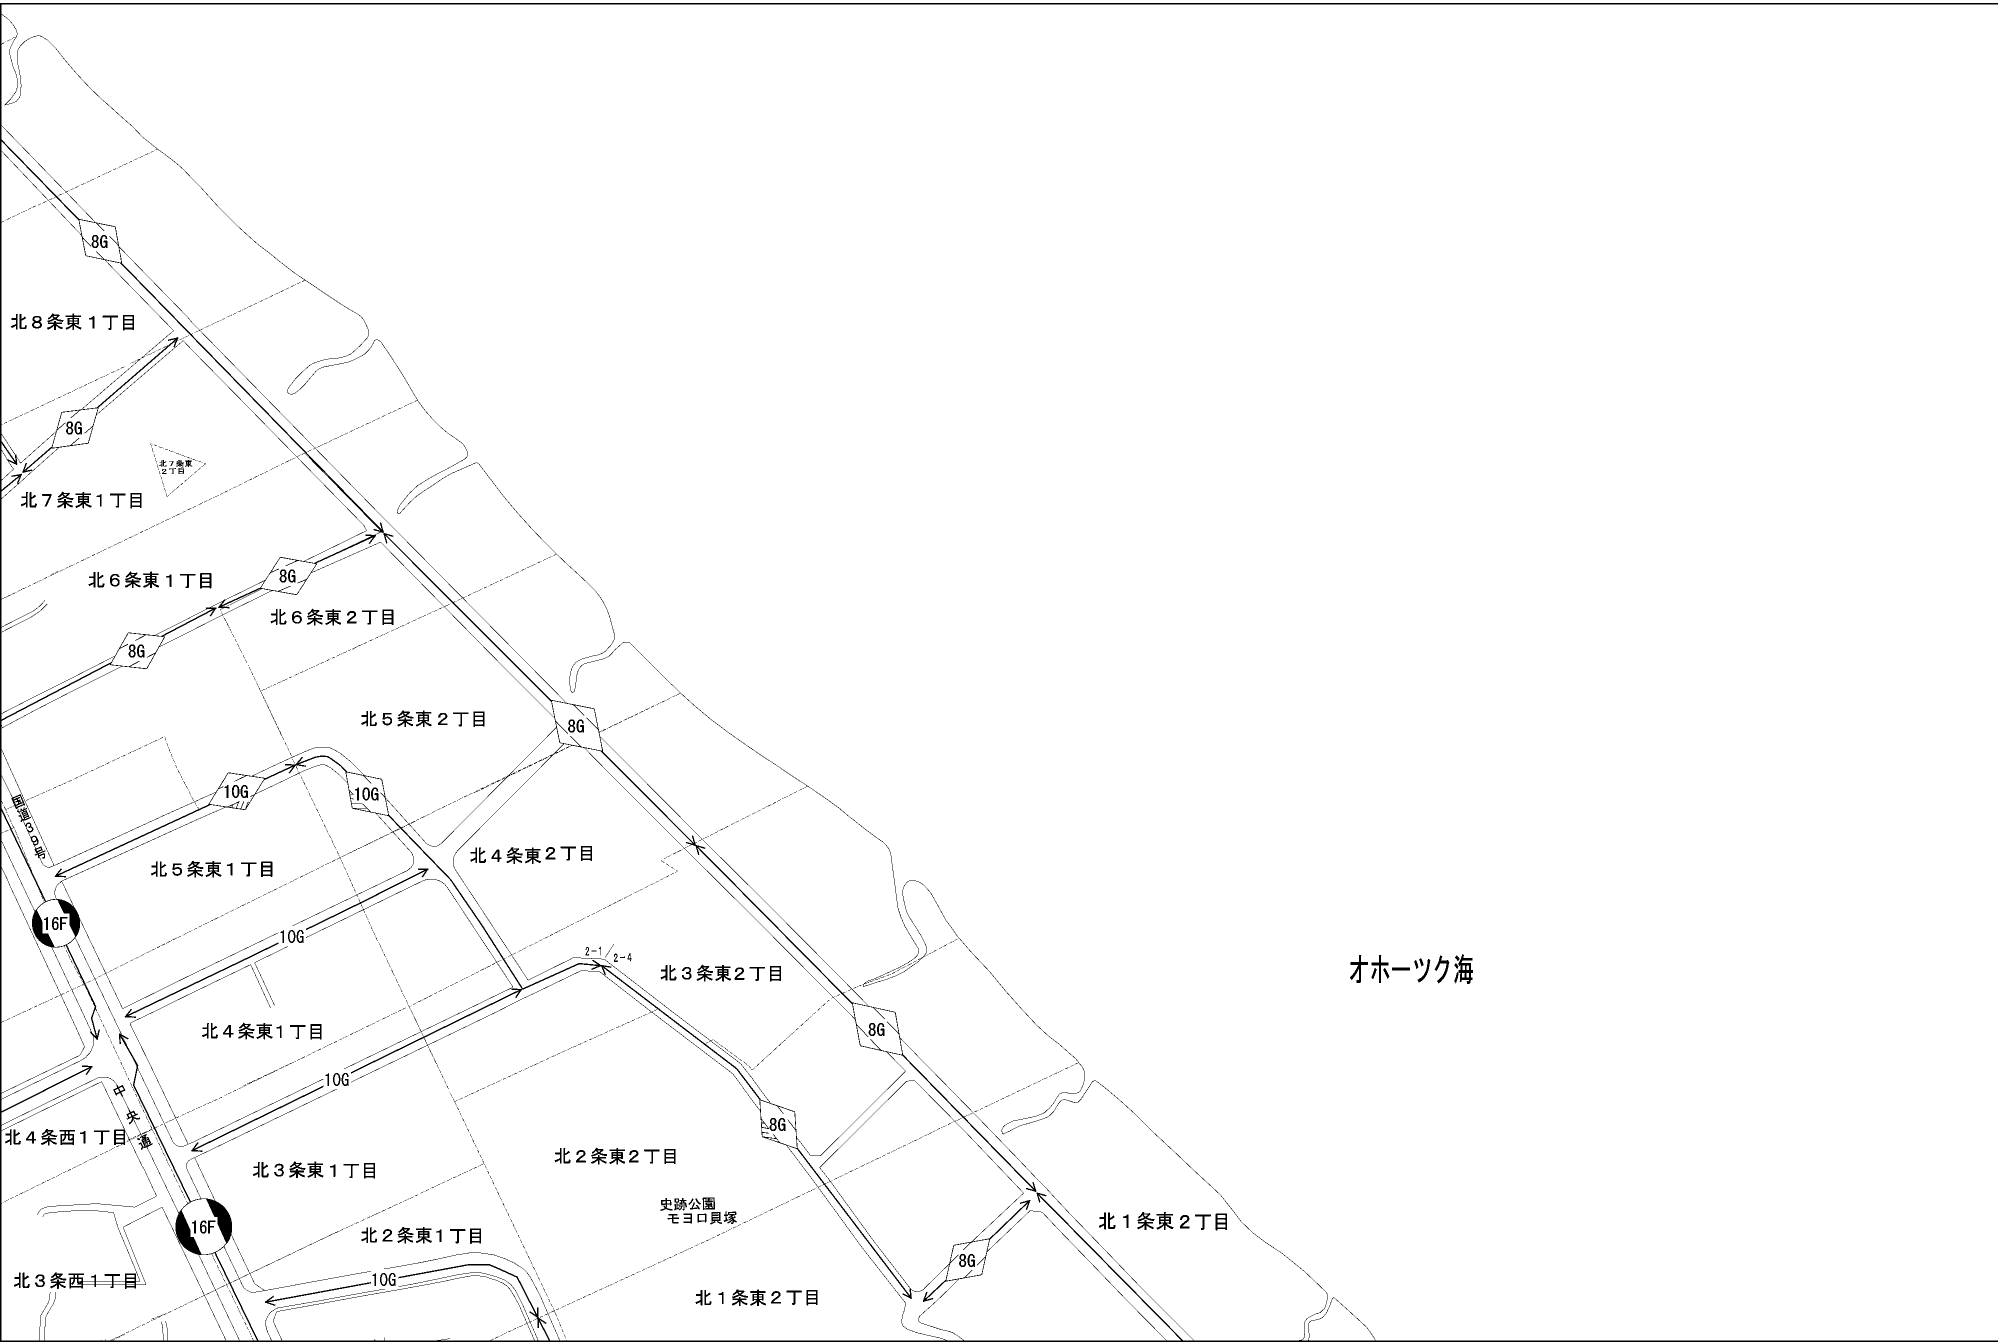 8G
北８条東１丁目
8G
北７条東
２丁目
北７条東１丁目
北６条東１丁目
8G
北６条東２丁目
8G
北５条東２丁目
8G
10G
10G
国道３９号
北５条東１丁目
北４条東２丁目
16F
10G
2-1
2-4
北３条東２丁目
オホーツク海
北４条東１丁目
8G
10G
中央通
8G
北４条西１丁目
北３条東１丁目
北２条東２丁目
史跡公園
モヨロ貝塚
16F
北２条東１丁目
北１条東２丁目
8G
10G
北３条西１丁目
北１条東２丁目